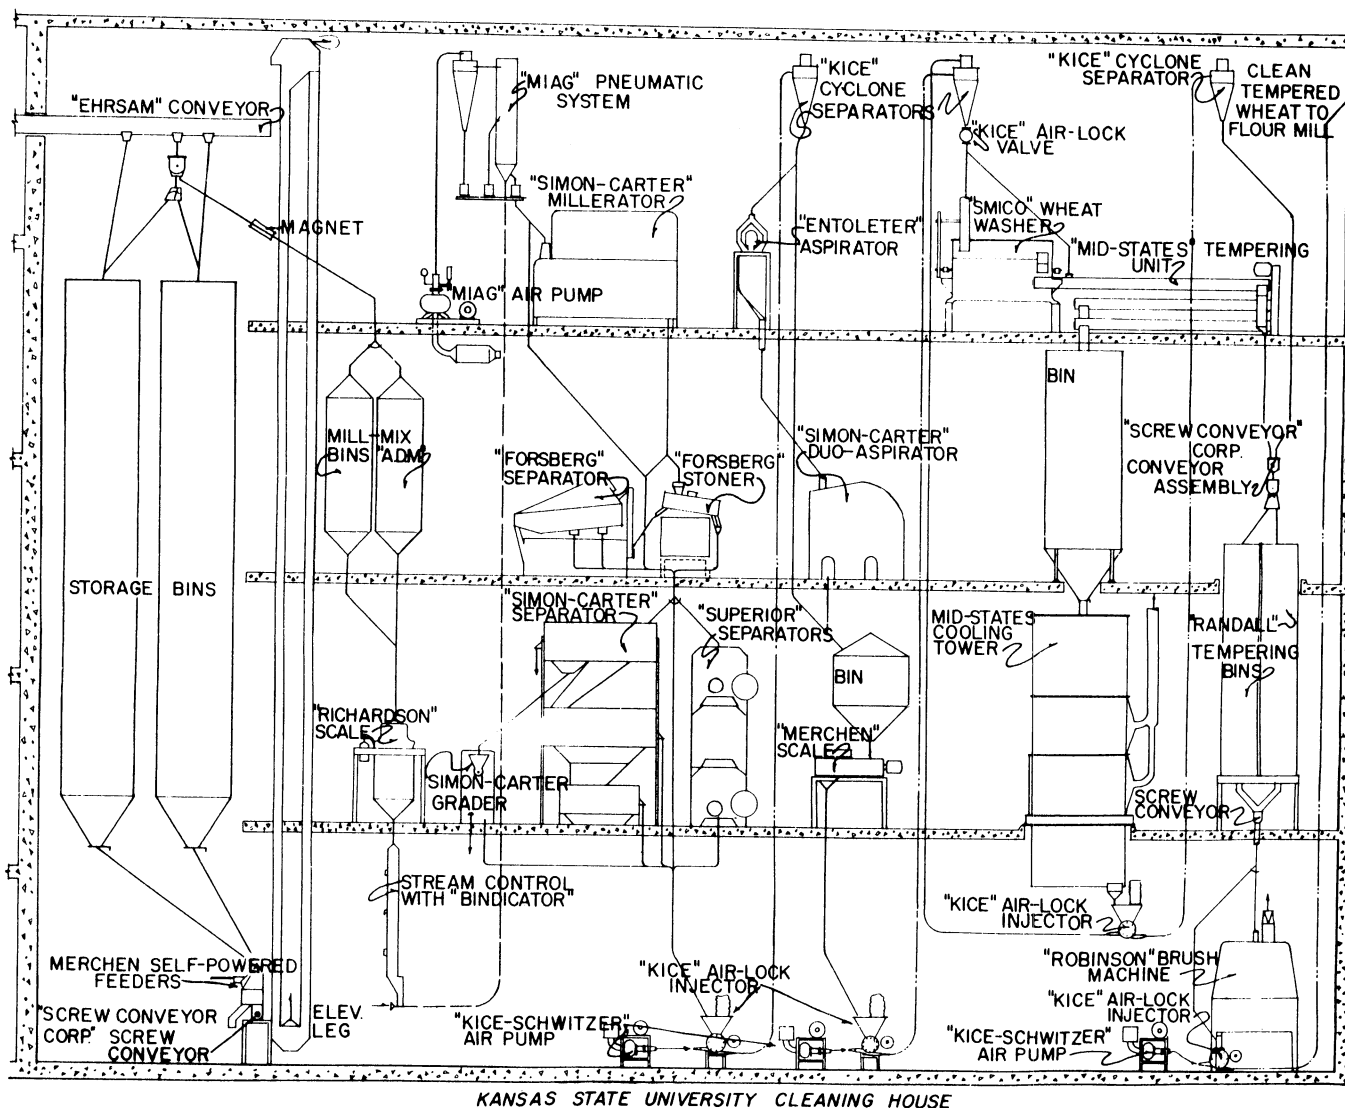 "EHRSAM" CONVEYOR
"MIAG" PNEUMATIC
SYSTEM
"KICE"
CYCLONE
SEPARATORS
"KICE" CYCLONE
SEPARATOR
CLEAN
TEMPERED
WHEAT TO
FLOUR MILL
"KICE" AIR-LOCK
VALVE
MAGNET
"SIMON-CARTER"
MILLERATOR
"ENTOLETER"
ASPIRATOR
"SMICO" WHEAT
WASHER
"MID-STATES" TEMPERING
UNIT
"MIAG" AIR PUMP
BIN
MILL-MIX
BINS "ADM"
"FORSBERG"
SEPARATOR
"FORSBERG"
STONER
"SIMON-CARTER"
DUO-ASPIRATOR
"SCREW CONVEYOR"
CORP.
CONVEYOR
ASSEMBLY
STORAGE BINS
"SIMON-CARTER"
SEPARATOR
"SUPERIOR"
SEPARATORS
MID-STATES
COOLING
TOWER
"RANDALL"
TEMPERING
BINS
BIN
"RICHARDSON"
SCALE
"MERCHEN"
SCALE
SIMON-CARTER
GRADER
SCREW
CONVEYOR
STREAM CONTROL
WITH "BINDICATOR"
"KICE" AIR-LOCK
INJECTOR
MERCHEN SELF-POWERED
FEEDERS
"KICE" AIR-LOCK
INJECTOR
"ROBINSON" BRUSH
MACHINE
"SCREW CONVEYOR
CORP." SCREW
CONVEYOR
ELEV.
LEG
"KICE-SCHWITZER"
AIR PUMP
"KICE" AIR-LOCK
INJECTOR
"KICE-SCHWITZER"
AIR PUMP
KANSAS STATE UNIVERSITY CLEANING HOUSE